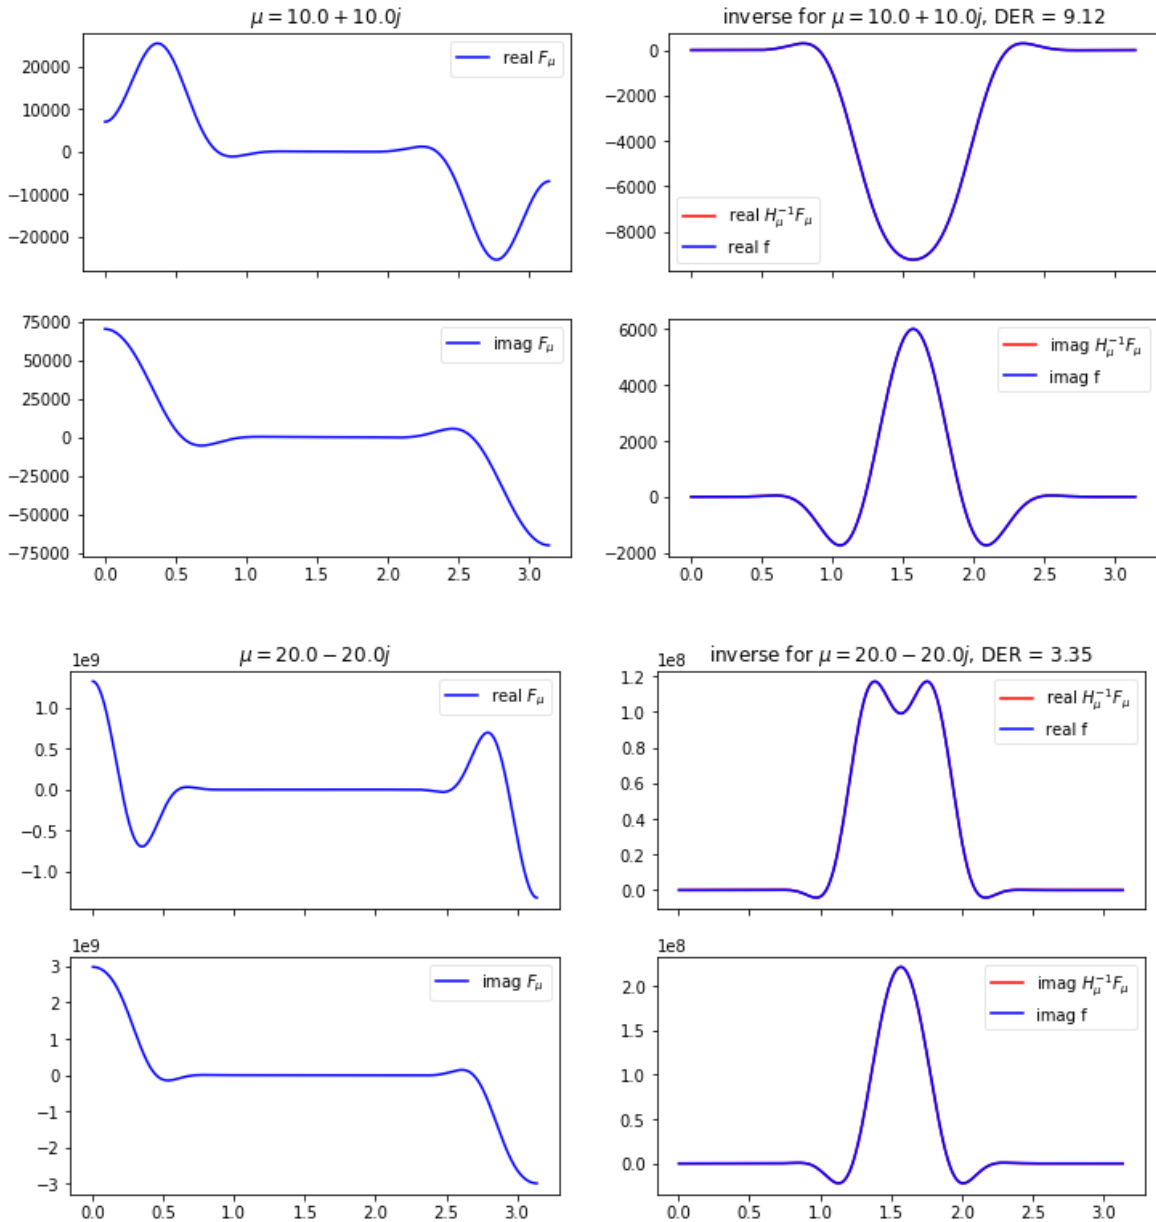 μ = 10.0 + 10.0j
real F_μ
20000
10000
0
−10000
−20000
inverse for μ = 10.0 + 10.0j, DER = 9.12
0
−2000
−4000
−6000
−8000
real H_μ^{-1}F_μ
real f
75000
50000
25000
0
−25000
−50000
−75000
imag F_μ
0.0 0.5 1.0 1.5 2.0 2.5 3.0
6000
4000
2000
0
−2000
imag H_μ^{-1}F_μ
imag f
0.0 0.5 1.0 1.5 2.0 2.5 3.0
1e9
μ = 20.0 − 20.0j
real F_μ
1.0
0.5
0.0
−0.5
−1.0
1e8
inverse for μ = 20.0 − 20.0j, DER = 3.35
1.2
1.0
0.8
0.6
0.4
0.2
0.0
real H_μ^{-1}F_μ
real f
1e9
imag F_μ
3
2
1
0
−1
−2
−3
0.0 0.5 1.0 1.5 2.0 2.5 3.0
1e8
2.0
1.5
1.0
0.5
0.0
imag H_μ^{-1}F_μ
imag f
0.0 0.5 1.0 1.5 2.0 2.5 3.0